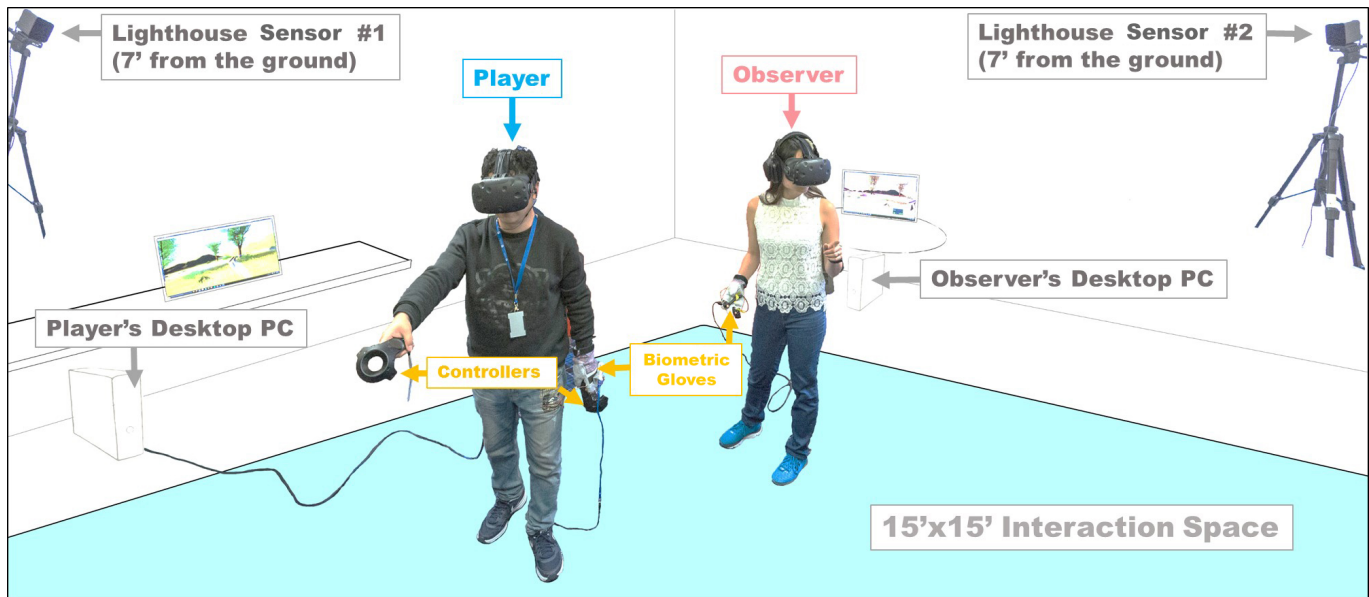 Lighthouse Sensor #1
(7’ from the ground)
Lighthouse Sensor #2
(7’ from the ground)
Player
Observer
Observer’s Desktop PC
Player’s Desktop PC
Controllers
Biometric
Gloves
15’x15’ Interaction Space